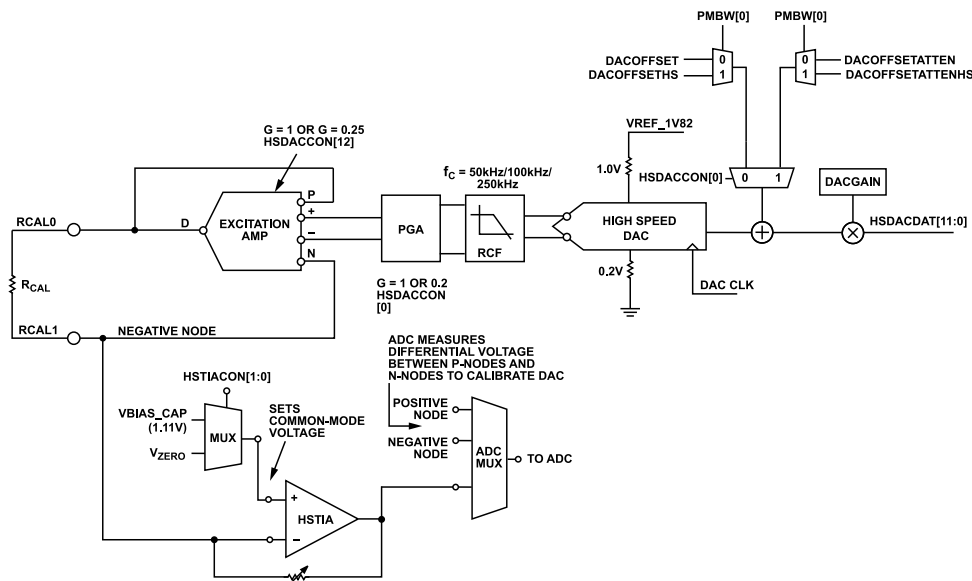 PMBW[0]
PMBW[0]
DACOFFSET
DACOFFSETHS
0
1
0
1
DACOFFSETATTEN
DACOFFSETATTENHS
G = 1 OR G = 0.25
HSDACCON[12]
VREF_1V82
fC = 50kHz/100kHz/
250kHz
1.0V
HSDACCON[0]
0
1
DACGAIN
RCAL0
D
EXCITATION
AMP
P
+
–
N
PGA
RCF
HIGH SPEED
DAC
HSDACDAT[11:0]
RCAL
G = 1 OR 0.2
HSDACCON
[0]
0.2V
DAC CLK
RCAL1
NEGATIVE NODE
ADC MEASURES
DIFFERENTIAL VOLTAGE
BETWEEN P-NODES AND
N-NODES TO CALIBRATE DAC
HSTIACON[1:0]
VBIAS_CAP
(1.11V)
VZERO
MUX
SETS
COMMON-MODE
VOLTAGE
POSITIVE
NODE
NEGATIVE
NODE
ADC
MUX
TO ADC
+
HSTIA
–